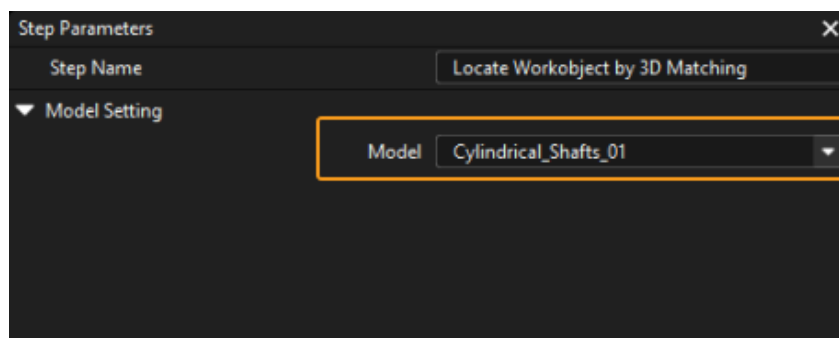 Step Parameters
Step Name Locate Workobject by 3D Matching
Model Setting
Model Cylindrical_Shafts_01